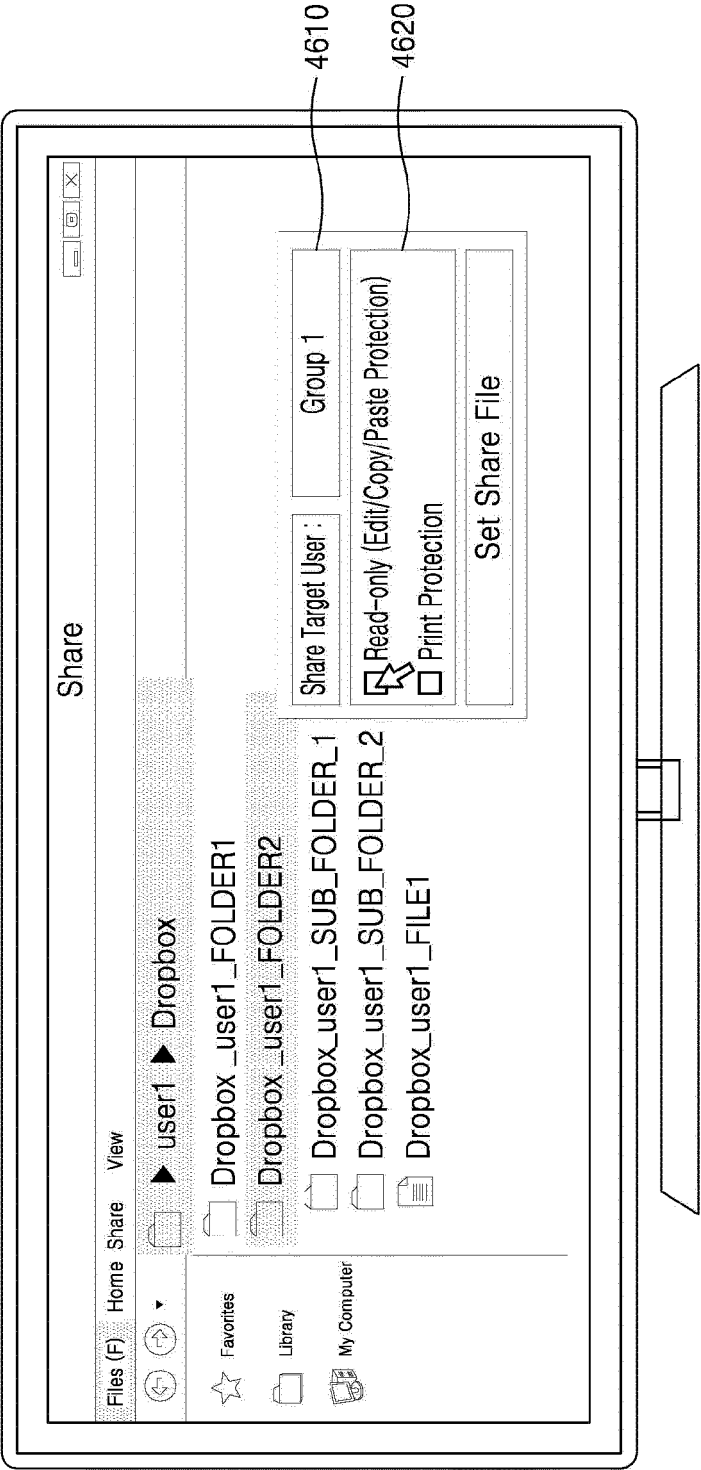 Share
Files (F) Home Share View
▶ user1 ▶ Dropbox
Favorites
Library
My Computer
Dropbox _user1_FOLDER1
Dropbox _user1_FOLDER2
Dropbox_user1_SUB_FOLDER_1
Dropbox_user1_SUB_FOLDER_2
Dropbox_user1_FILE1
Share Target User : Group 1
Read-only (Edit/Copy/Paste Protection)
Print Protection
Set Share File
4610
4620